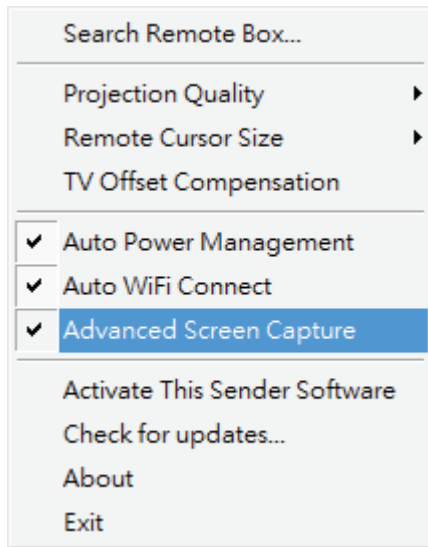 Search Remote Box...
Projection Quality
Remote Cursor Size
TV Offset Compensation
Auto Power Management
Auto WiFi Connect
Advanced Screen Capture
Activate This Sender Software
Check for updates...
About
Exit